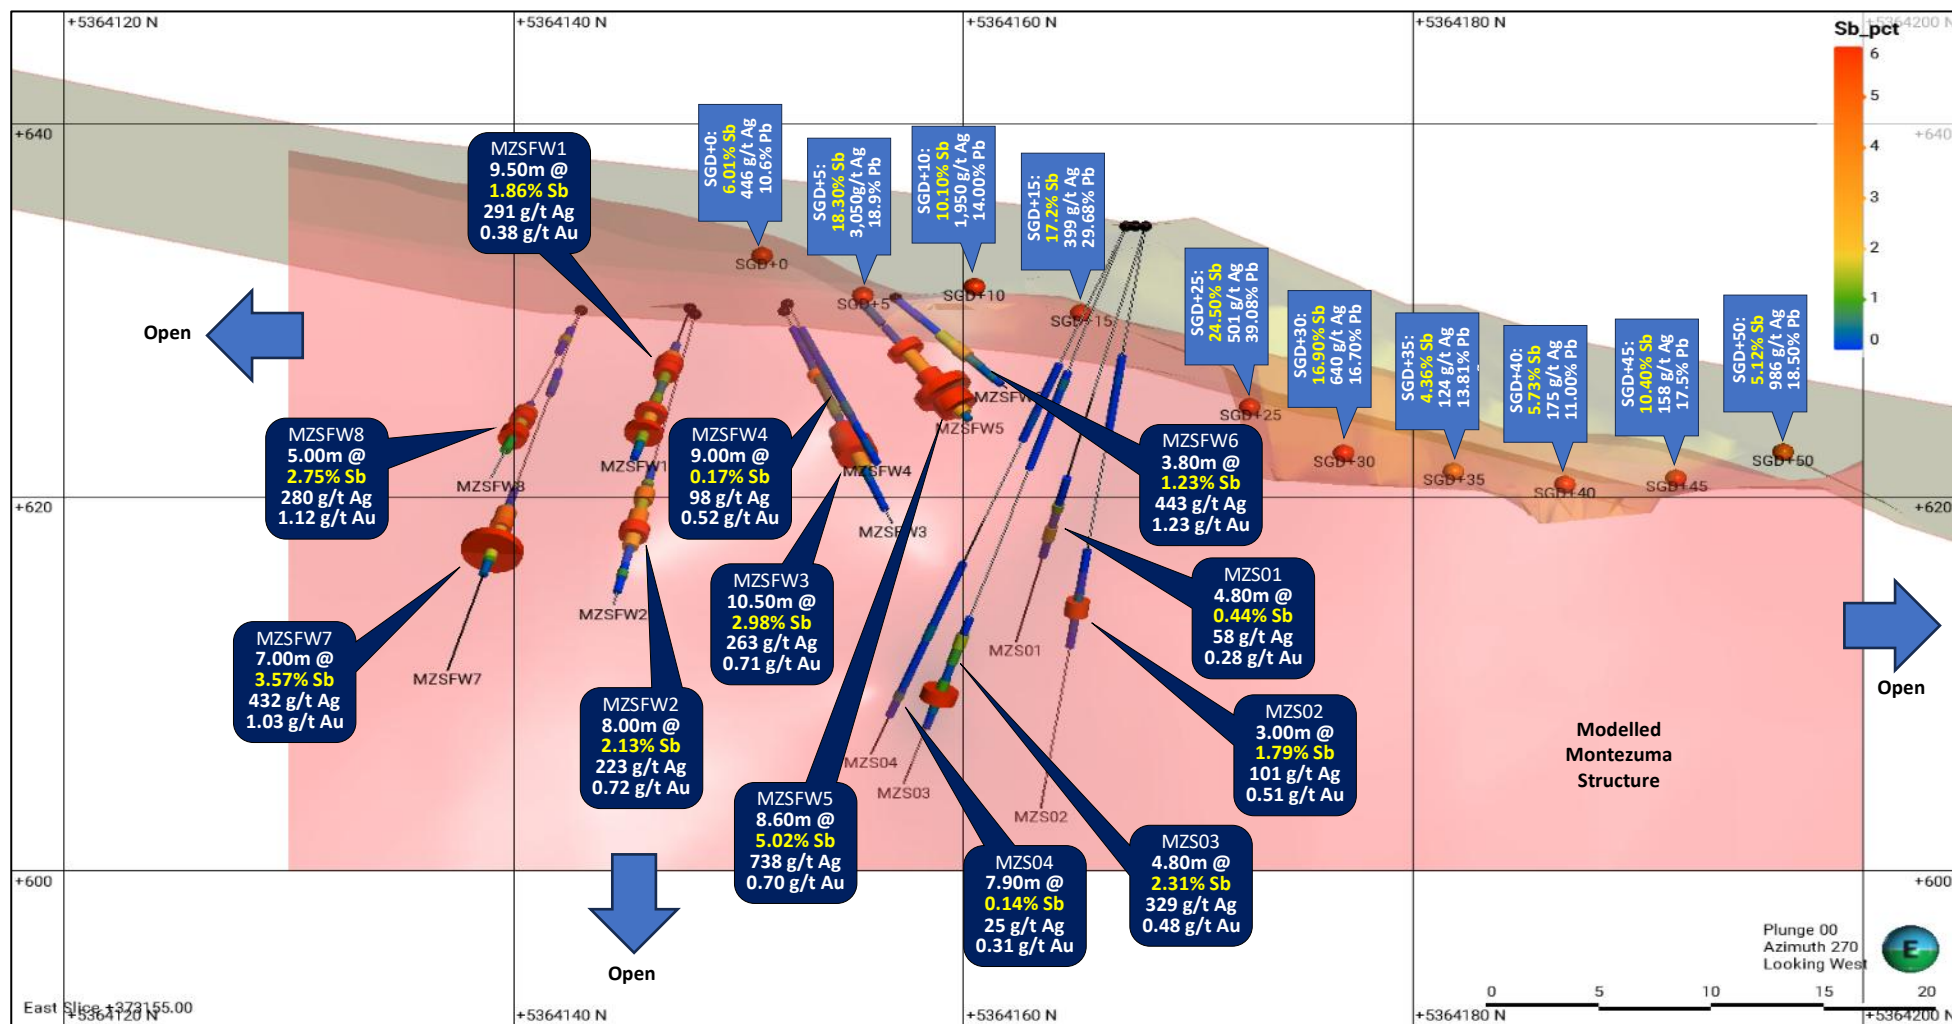 +5364120 N
+5364140 N
+5364160 N
+5364180 N
+5364200 N
Sb_pct
6
5
4
3
2
1
0
+640
+640
+620
+620
+600
+600
MZSFW1
9.50m @
1.86% Sb
291 g/t Ag
0.38 g/t Au
SGD+0:
6.01% Sb
446 g/t Ag
10.6% Pb
SGD+5:
18.30% Sb
3,050g/t Ag
18.9% Pb
SGD+10:
10.10% Sb
1,950 g/t Ag
14.00% Pb
SGD+15:
17.2% Sb
399 g/t Ag
29.68% Pb
SGD+25:
24.50% Sb
501 g/t Ag
39.08% Pb
SGD+30:
16.90% Sb
640 g/t Ag
16.70% Pb
SGD+35:
4.36% Sb
124 g/t Ag
13.81% Pb
SGD+40:
5.73% Sb
175 g/t Ag
11.00% Pb
SGD+45:
10.40% Sb
158 g/t Ag
17.5% Pb
SGD+50:
5.12% Sb
986 g/t Ag
18.50% Pb
SGD+0
SGD+5
SGD+10
SGD+15
SGD+25
SGD+30
SGD+35
SGD+40
SGD+45
SGD+50
Open
MZSFW8
5.00m @
2.75% Sb
280 g/t Ag
1.12 g/t Au
MZSFW4
9.00m @
0.17% Sb
98 g/t Ag
0.52 g/t Au
MZSFW6
3.80m @
1.23% Sb
443 g/t Ag
1.23 g/t Au
MZSFW8
MZSFW1
MZSFW4
MZSFW5
MZSFW3
MZSFW2
MZSFW7
MZS01
MZS04
MZS03
MZS02
MZSFW7
7.00m @
3.57% Sb
432 g/t Ag
1.03 g/t Au
MZSFW3
10.50m @
2.98% Sb
263 g/t Ag
0.71 g/t Au
MZS01
4.80m @
0.44% Sb
58 g/t Ag
0.28 g/t Au
MZSFW2
8.00m @
2.13% Sb
223 g/t Ag
0.72 g/t Au
MZS02
3.00m @
1.79% Sb
101 g/t Ag
0.51 g/t Au
MZSFW5
8.60m @
5.02% Sb
738 g/t Ag
0.70 g/t Au
MZS04
7.90m @
0.14% Sb
25 g/t Ag
0.31 g/t Au
MZS03
4.80m @
2.31% Sb
329 g/t Ag
0.48 g/t Au
Open
Modelled
Montezuma
Structure
Open
Plunge 00
Azimuth 270
Looking West
E
0
5
10
15
20
East Slice +373155.00
+5364120 N
+5364140 N
+5364160 N
+5364180 N
+5364200 N